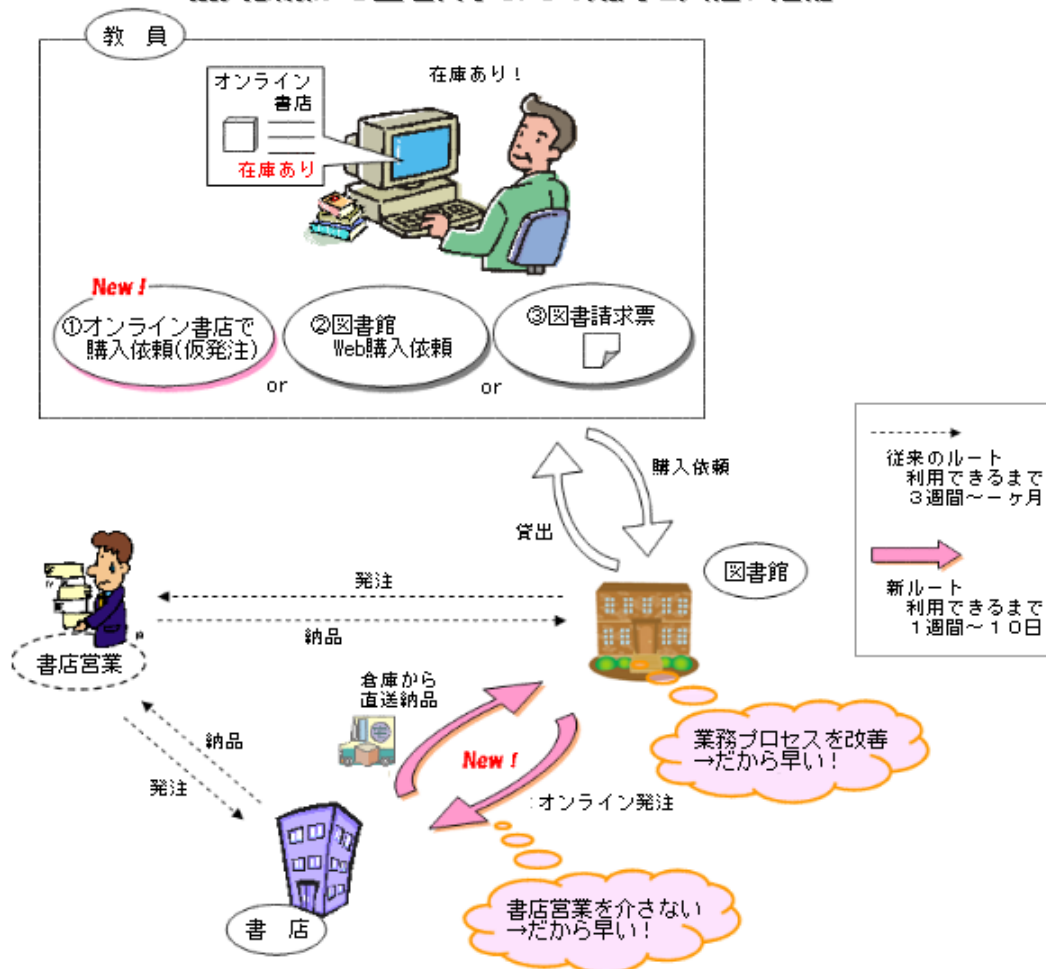 教 員
オンライン
書店
在庫あり
在庫あり!
New!
①オンライン書店で
購入依頼(仮発注)
or
②図書館
Web購入依頼
or
③図書請求票
従来のルート
利用できるまで
3週間~一ヶ月
新ルート
利用できるまで
1週間~10日
購入依頼
貸出
図書館
発注
納品
書店営業
倉庫から
直送納品
New!
:オンライン発注
納品
発注
書 店
業務プロセスを改善
→だから早い!
書店営業を介さない
→だから早い!